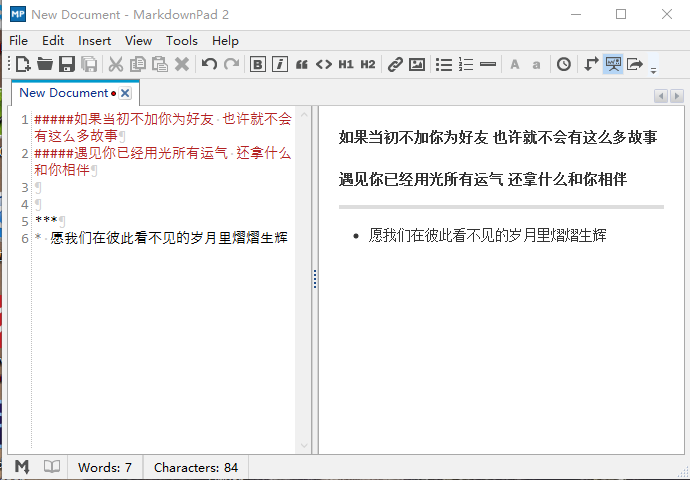 New Document - MarkdownPad 2
File Edit Insert View Tools Help
B i H1 H2 A a
New Document
1 #####如果当初不加你为好友 也许就不会
有这么多故事¶
2 #####遇见你已经用光所有运气 还拿什么
和你相伴¶
3 ¶
4 ¶
5 ***¶
6 * 愿我们在彼此看不见的岁月里熠熠生辉
如果当初不加你为好友 也许就不会有这么多故事
遇见你已经用光所有运气 还拿什么和你相伴
• 愿我们在彼此看不见的岁月里熠熠生辉
Words: 7 Characters: 84